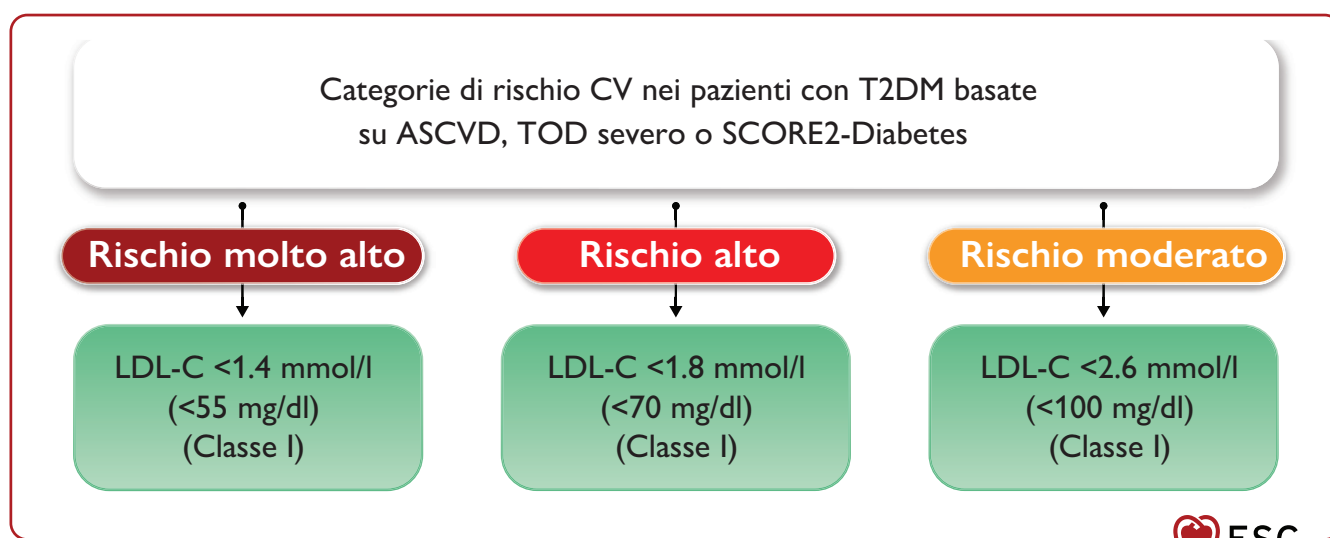 Categorie di rischio CV nei pazienti con T2DM basate
su ASCVD, TOD severo o SCORE2-Diabetes
Rischio molto alto
Rischio alto
Rischio moderato
LDL-C <1.4 mmol/l
(<55 mg/dl)
(Classe I)
LDL-C <1.8 mmol/l
(<70 mg/dl)
(Classe I)
LDL-C <2.6 mmol/l
(<100 mg/dl)
(Classe I)
ESC